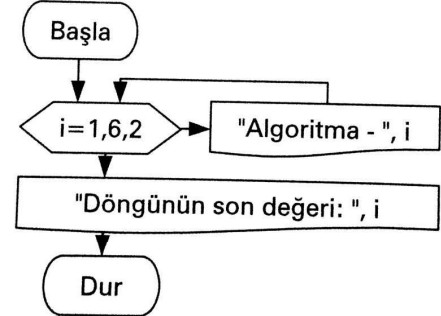 Başla
i=1,6,2
"Algoritma - ", i
"Döngünün son değeri: ", i
Dur